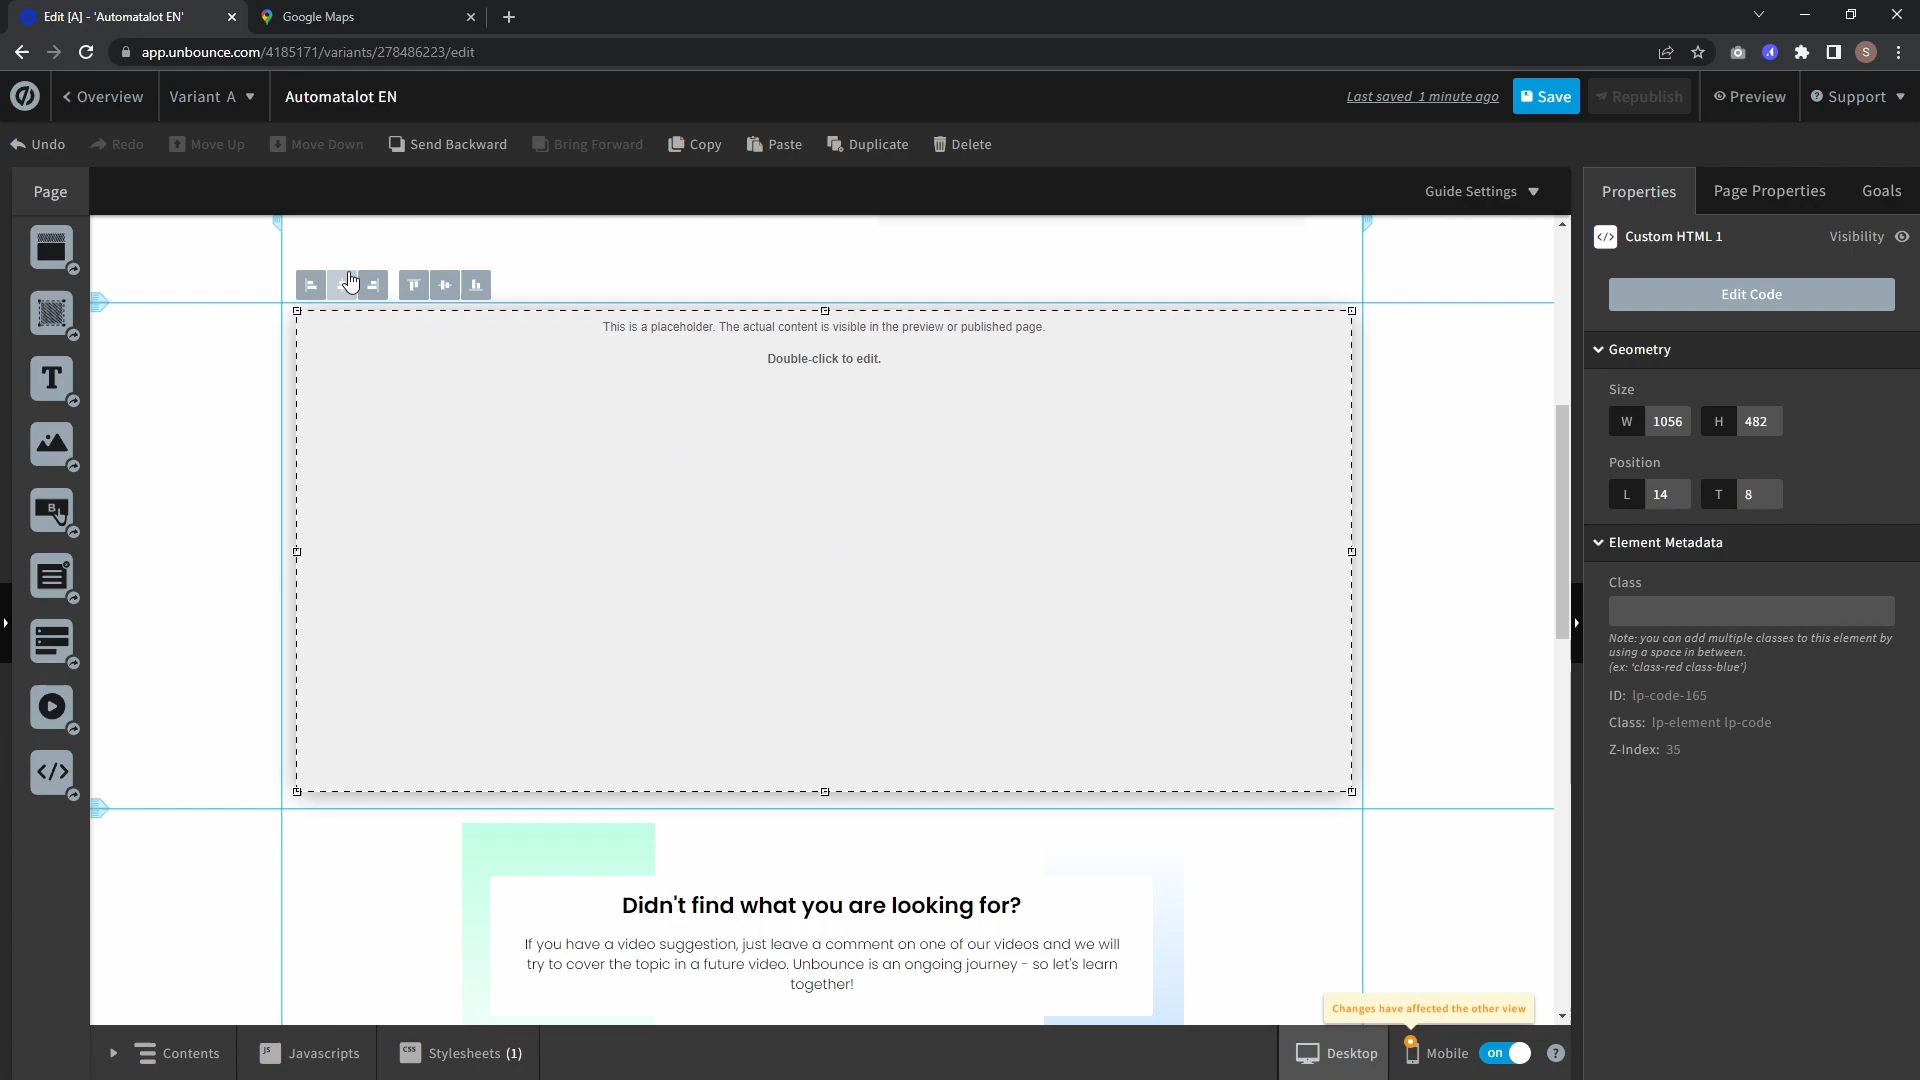 Edit [A] - 'Automatalot EN'
Google Maps
app.unbounce.com/4185171/variants/278486223/edit
S
Overview
Variant A
Automatalot EN
Last saved 1 minute ago
Save
Republish
Preview
Support
Undo
Redo
Move Up
Move Down
Send Backward
Bring Forward
Copy
Paste
Duplicate
Delete
Page
Guide Settings
Properties
Page Properties
Goals
</> Custom HTML 1
Visibility
Edit Code
Geometry
Size
W 1056 H 482
Position
L 14 T 8
Element Metadata
Class
Note: you can add multiple classes to this element by
using a space in between.
(ex: 'class-red class-blue')
ID: lp-code-165
Class: lp-element lp-code
Z-Index: 35
T
B
</>
This is a placeholder. The actual content is visible in the preview or published page.
Double-click to edit.
Didn't find what you are looking for?
If you have a video suggestion, just leave a comment on one of our videos and we will
try to cover the topic in a future video. Unbounce is an ongoing journey - so let's learn
together!
Changes have affected the other view
Contents
JS Javascripts
CSS Stylesheets (1)
Desktop
Mobile
on
?